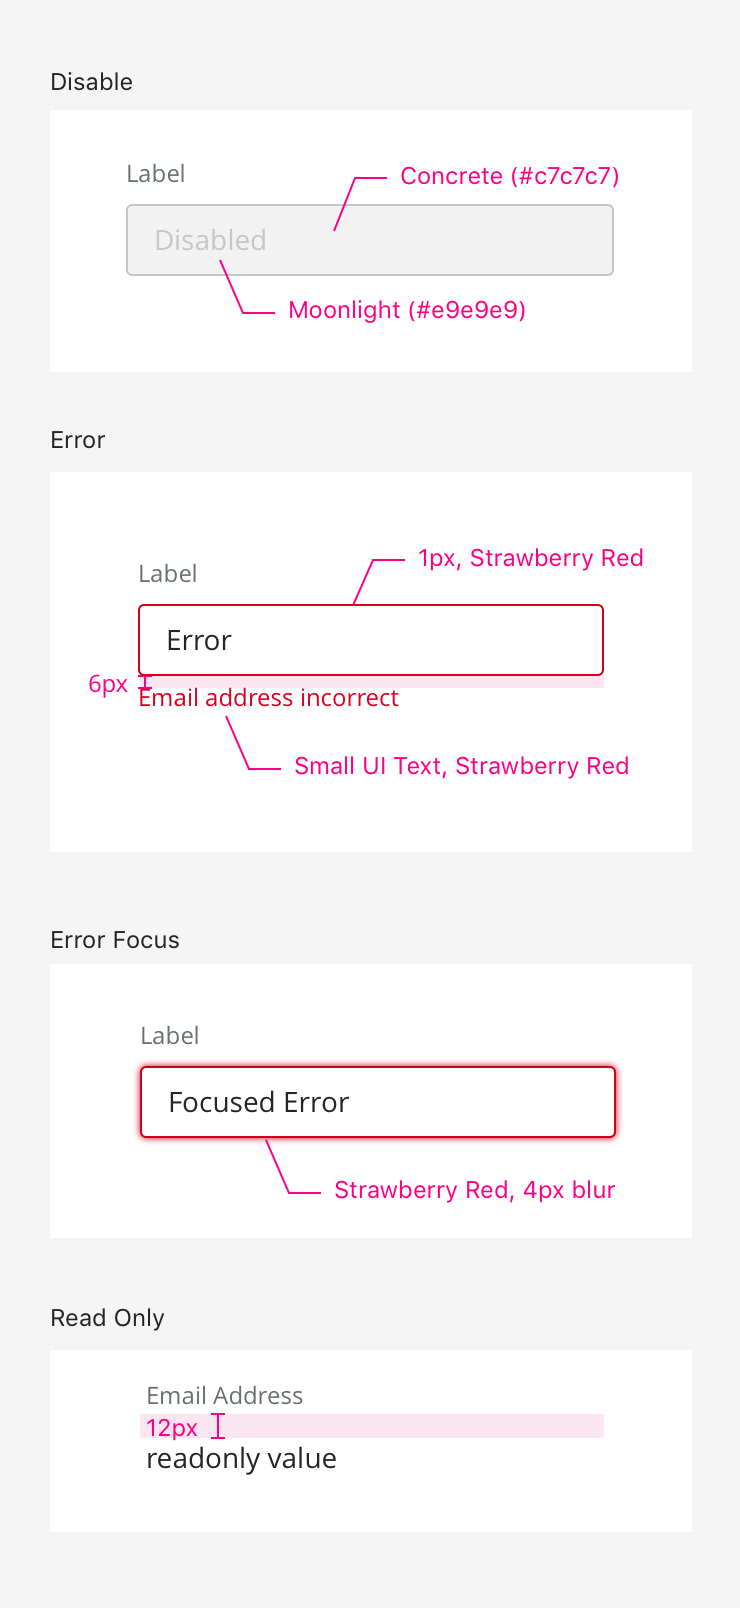 Disable
Label
Concrete (#c7c7c7)
Disabled
Moonlight (#e9e9e9)
Error
1px, Strawberry Red
Label
Error
6px
Email address incorrect
Small UI Text, Strawberry Red
Error Focus
Label
Focused Error
Strawberry Red, 4px blur
Read Only
Email Address
12px
readonly value